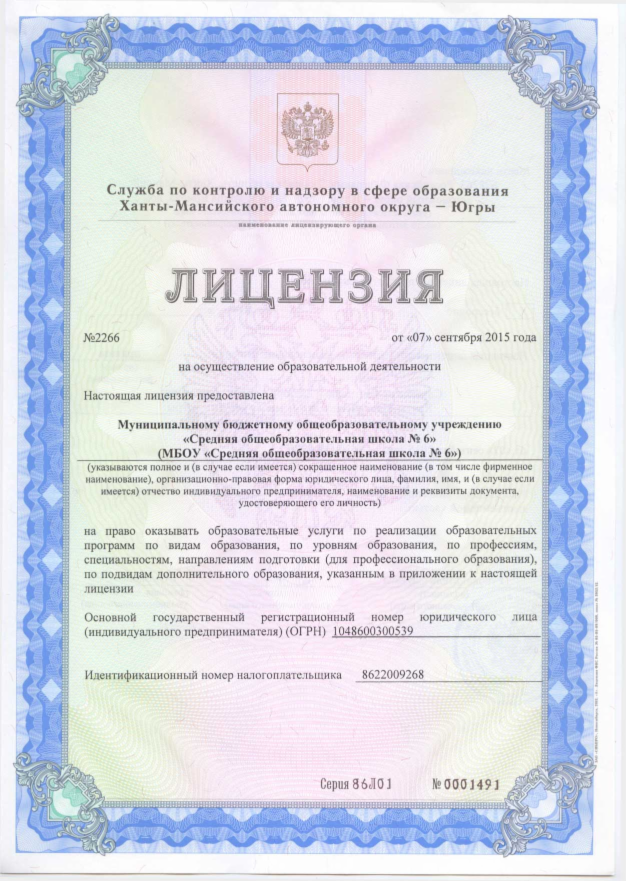 Служба по контролю и надзору в сфере образования
Ханты-Мансийского автономного округа – Югры
наименование лицензирующего органа
ЛИЦЕНЗИЯ
№2266 от «07» сентября 2015 года
на осуществление образовательной деятельности
Настоящая лицензия предоставлена
Муниципальному бюджетному общеобразовательному учреждению
«Средняя общеобразовательная школа № 6»
(МБОУ «Средняя общеобразовательная школа № 6»)
(указываются полное и (в случае если имеется) сокращенное наименование (в том числе фирменное
наименование), организационно-правовая форма юридического лица, фамилия, имя, и (в случае если
имеется) отчество индивидуального предпринимателя, наименование и реквизиты документа,
удостоверяющего его личность)
на право оказывать образовательные услуги по реализации образовательных
программ по видам образования, по уровням образования, по профессиям,
специальностям, направлениям подготовки (для профессионального образования),
по подвидам дополнительного образования, указанным в приложении к настоящей
лицензии
Основной государственный регистрационный номер юридического лица
(индивидуального предпринимателя) (ОГРН) 1048600300539
Идентификационный номер налогоплательщика 8622009268
Серия 86Л01 № 0001491